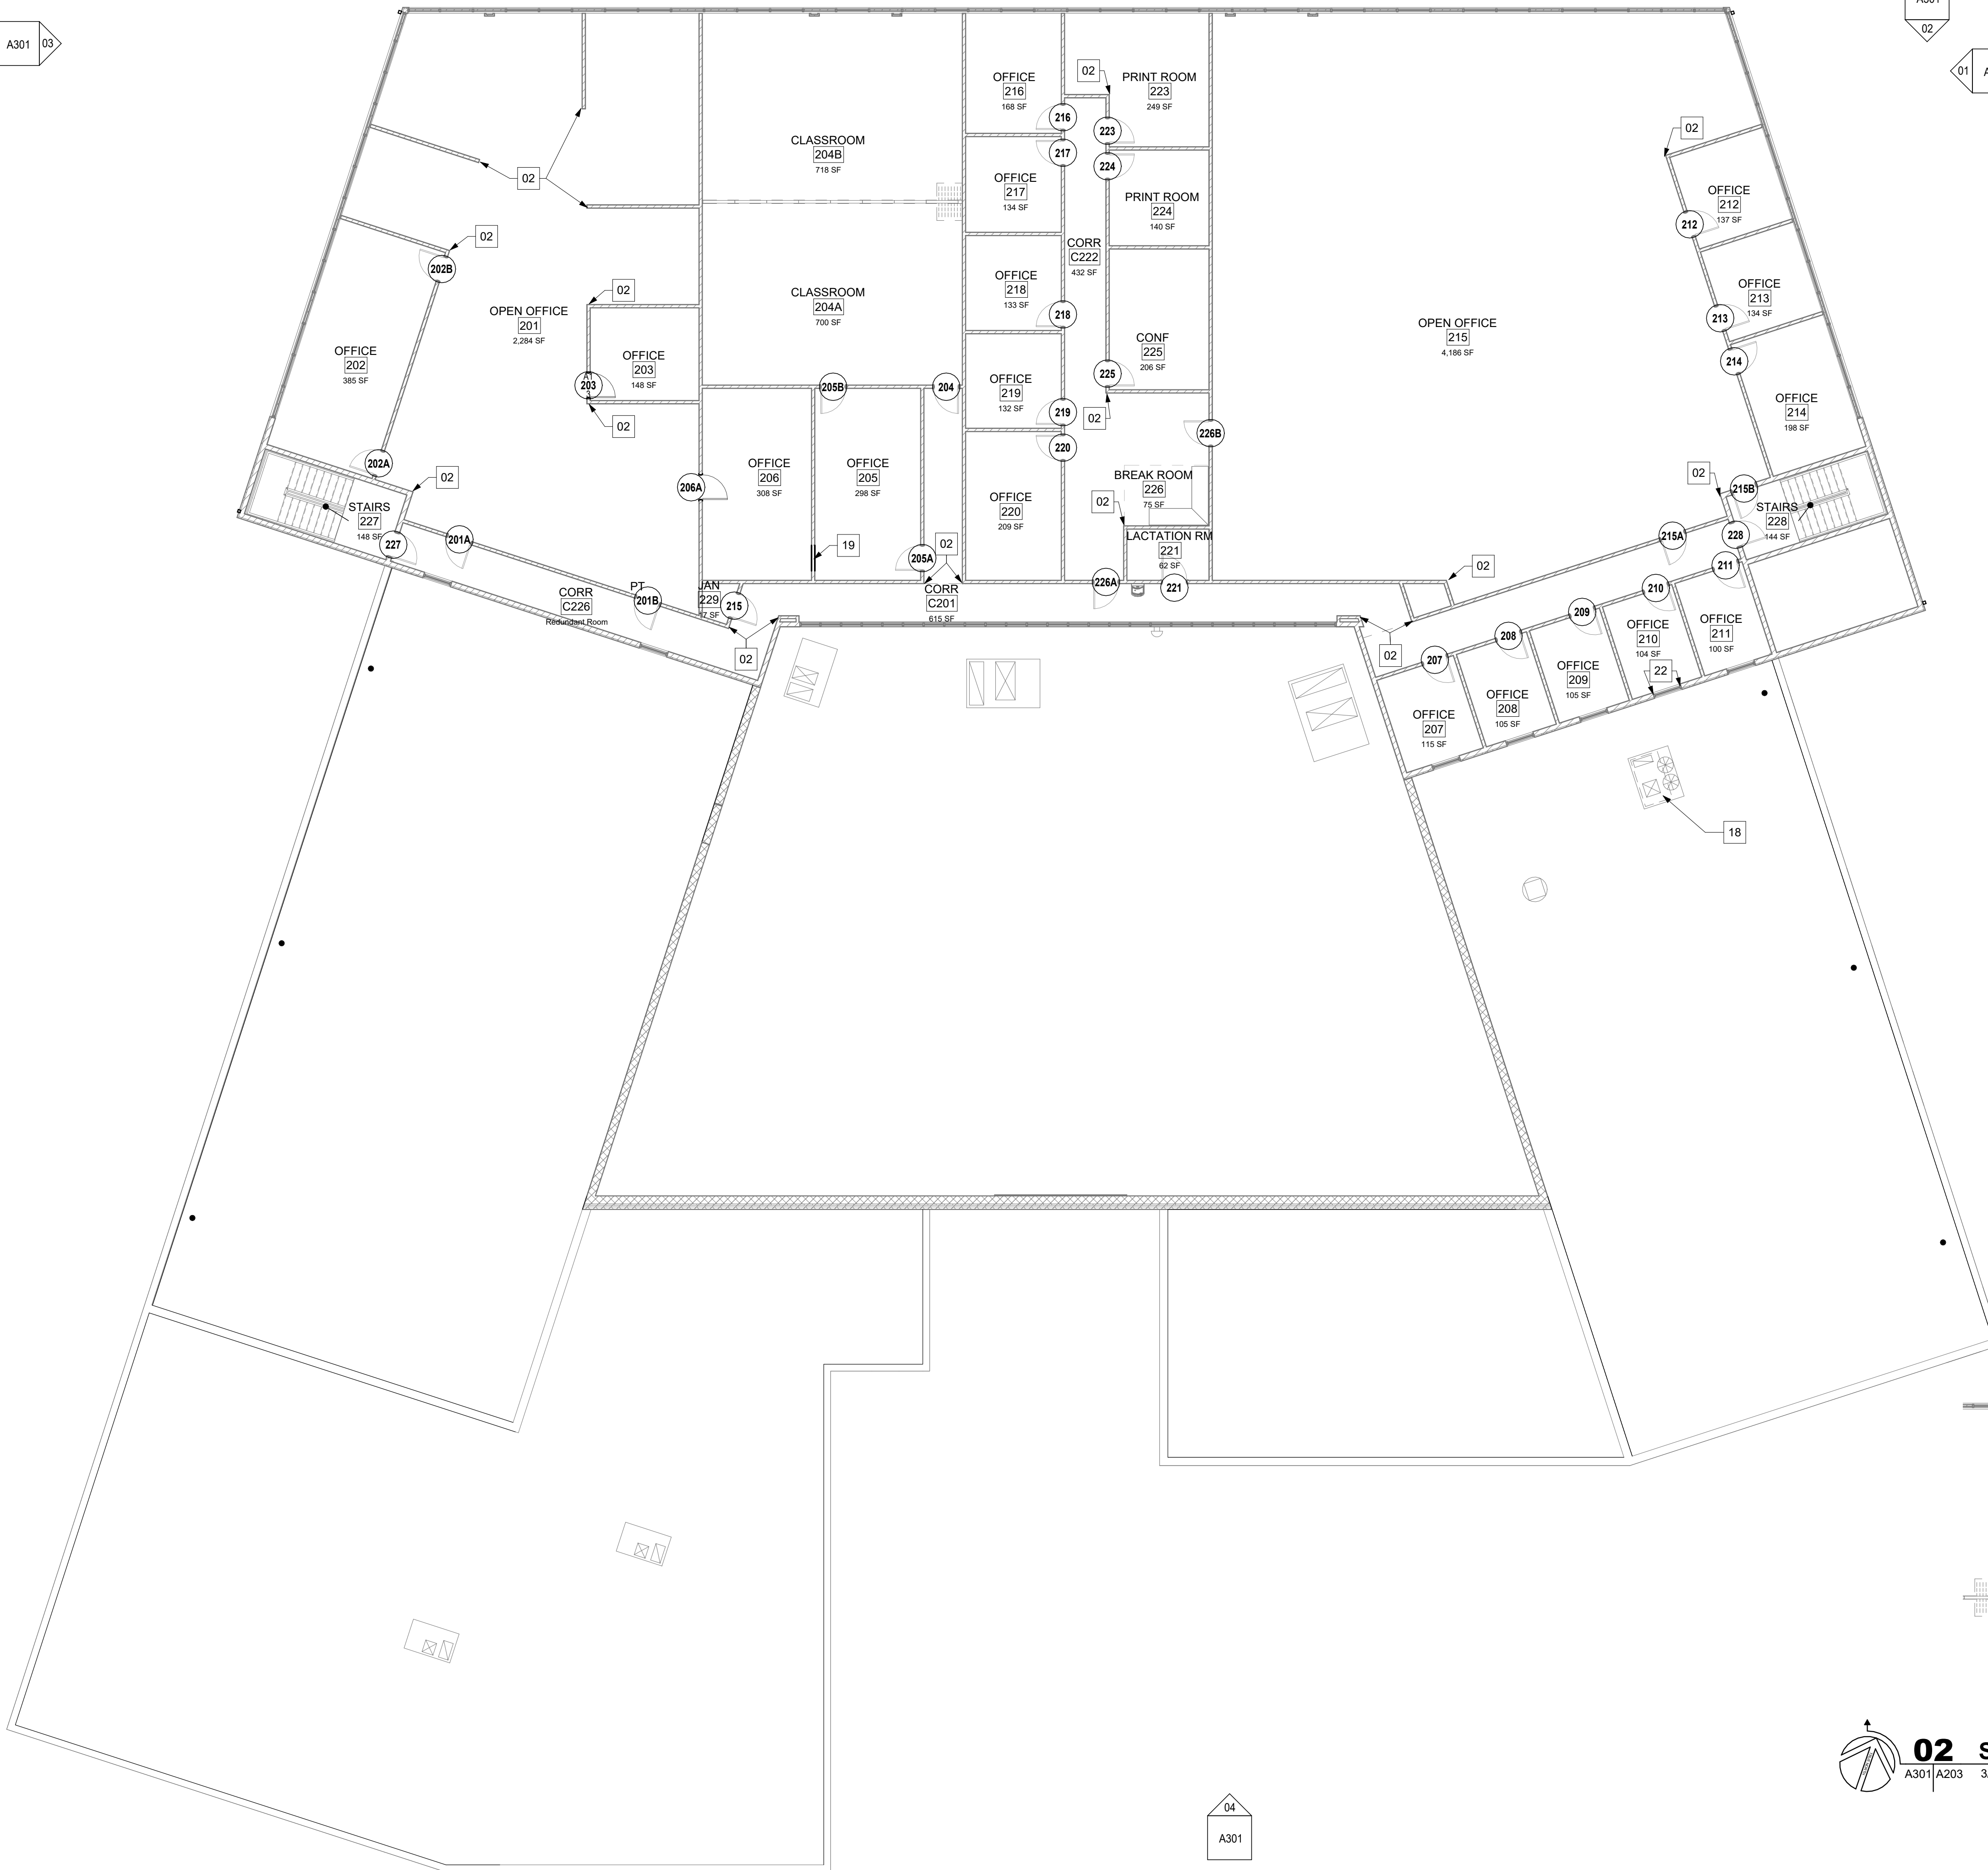 A301
03
A301
02
01
A
02
OFFICE
216
168 SF
PRINT ROOM
223
249 SF
216
223
CLASSROOM
204B
718 SF
217
224
02
02
OFFICE
217
134 SF
PRINT ROOM
224
140 SF
OFFICE
212
137 SF
212
02
202B
CORR
C222
432 SF
02
OPEN OFFICE
201
2,284 SF
CLASSROOM
204A
700 SF
OFFICE
218
133 SF
218
OFFICE
213
134 SF
213
OPEN OFFICE
215
4,186 SF
CONF
225
206 SF
OFFICE
202
385 SF
OFFICE
203
148 SF
203
214
205B
204
OFFICE
219
132 SF
225
219
02
OFFICE
214
198 SF
02
226B
220
202A
02
206A
OFFICE
206
308 SF
OFFICE
205
298 SF
BREAK ROOM
226
75 SF
02
02
215B
STAIRS
227
148 SF
OFFICE
220
209 SF
STAIRS
228
144 SF
227
201A
19
205A
02
LACTATION RM
221
62 SF
215A
228
211
02
CORR
C226
Redundant Room
PT
201B
JAN
229
215
CORR
C201
615 SF
226A
221
210
209
OFFICE
210
104 SF
OFFICE
211
100 SF
02
02
207
208
OFFICE
209
105 SF
22
OFFICE
208
105 SF
OFFICE
207
115 SF
18
02
S
A301
A203
04
A301